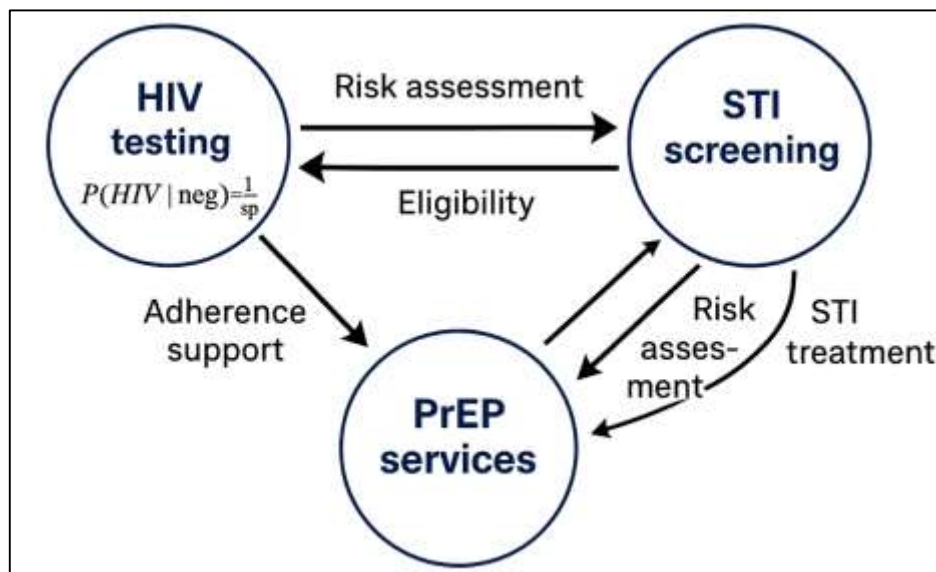 HIV
testing
P(HIV | neg)=1/sp
Risk assessment
Eligibility
STI
screening
Adherence
support
Risk
asses-
ment
STI
treatment
PrEP
services